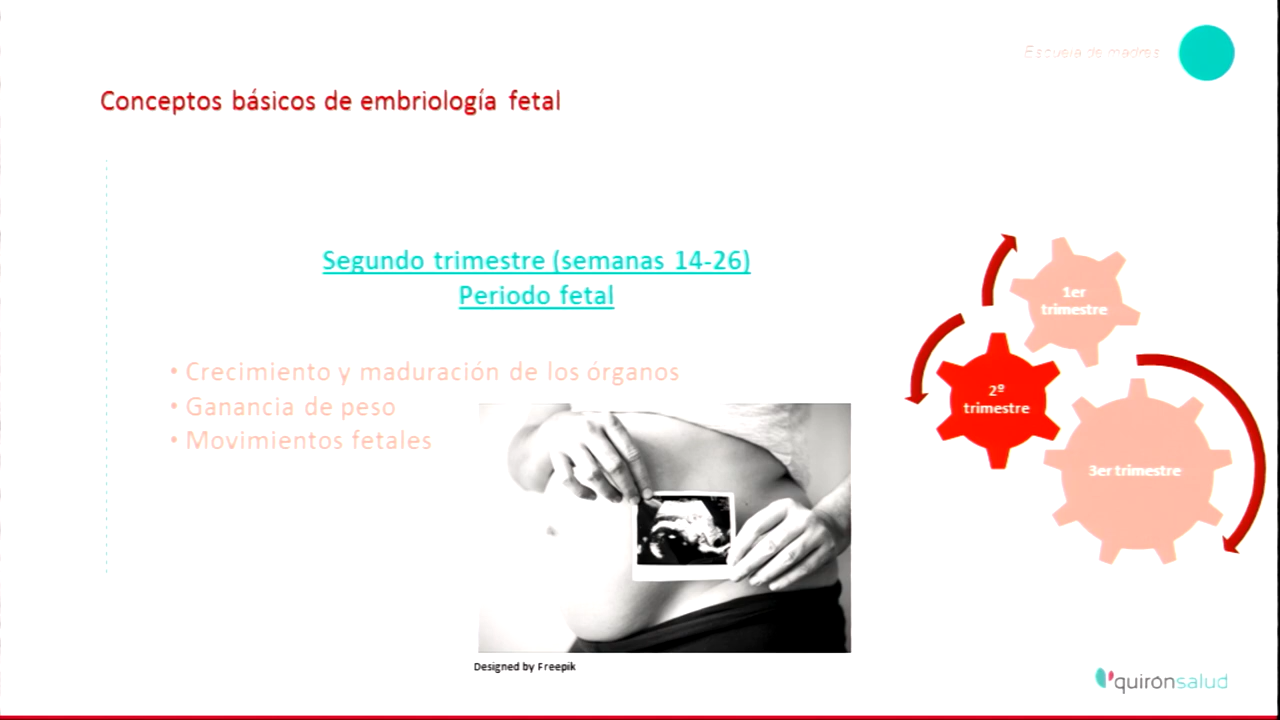 Escuela de madres
Conceptos básicos de embriología fetal
Segundo trimestre (semanas 14-26)
Periodo fetal
• Crecimiento y maduración de los órganos
• Ganancia de peso
• Movimientos fetales
1er
trimestre
2º
trimestre
3er trimestre
Designed by Freepik
quirónsalud